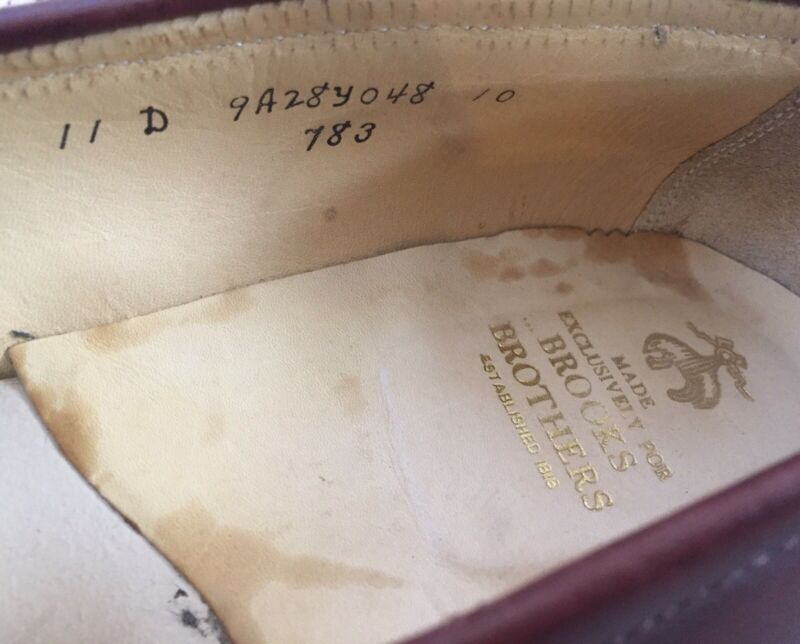 11 D 9A28Y048 10
783
MADE
EXCLUSIVELY FOR
BROOKS
BROTHERS
ESTABLISHED 1818